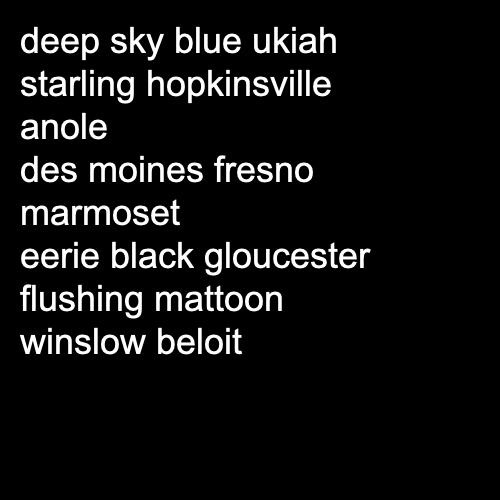 deep sky blue ukiah
starling hopkinsville
anole
des moines fresno
marmoset
eerie black gloucester
flushing mattoon
winslow beloit